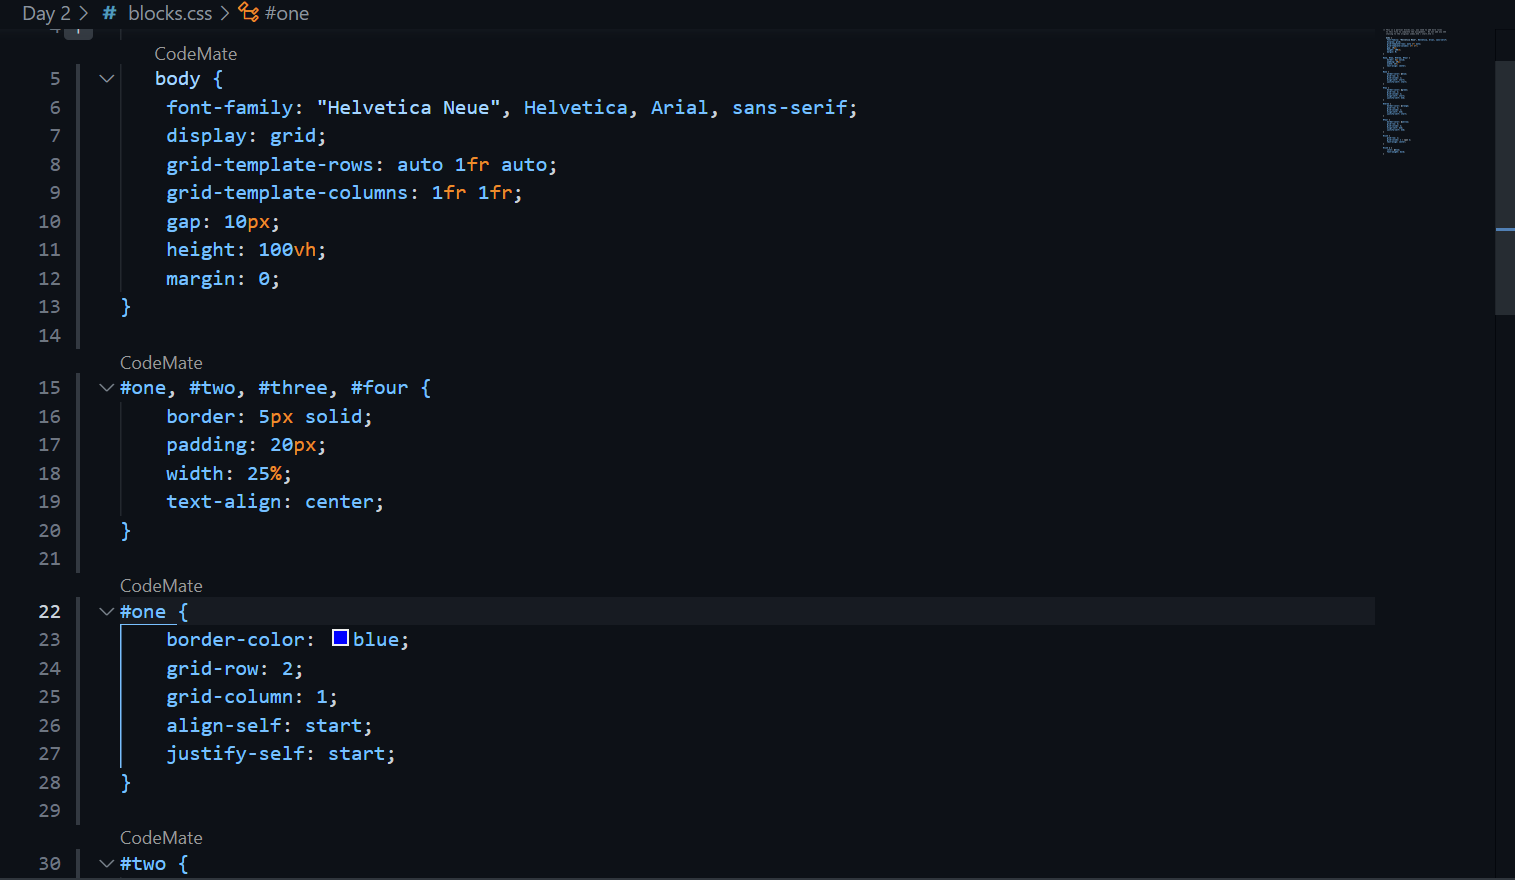 Day 2 > # blocks.css > #one
CodeMate
5 body {
6 font-family: "Helvetica Neue", Helvetica, Arial, sans-serif;
7 display: grid;
8 grid-template-rows: auto 1fr auto;
9 grid-template-columns: 1fr 1fr;
10 gap: 10px;
11 height: 100vh;
12 margin: 0;
13 }
14
CodeMate
15 #one, #two, #three, #four {
16 border: 5px solid;
17 padding: 20px;
18 width: 25%;
19 text-align: center;
20 }
21
CodeMate
22 #one {
23 border-color: blue;
24 grid-row: 2;
25 grid-column: 1;
26 align-self: start;
27 justify-self: start;
28 }
29
CodeMate
30 #two {